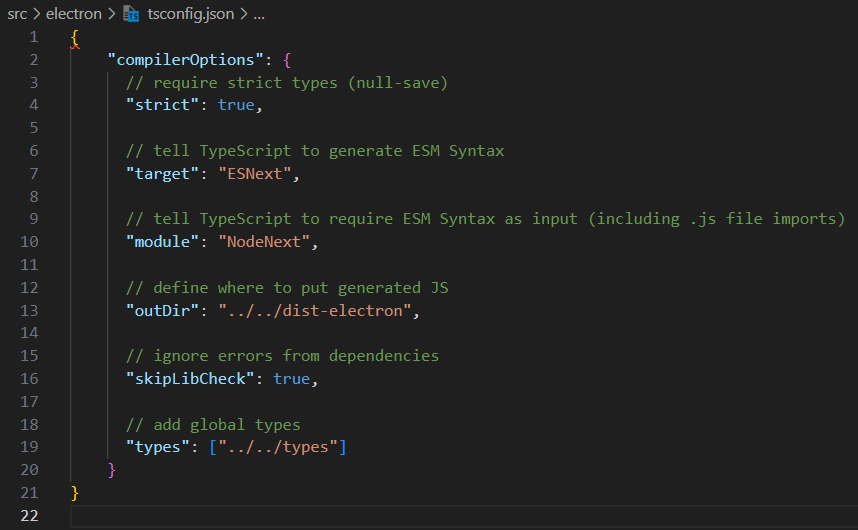 src > electron > TS tsconfig.json > ...
1 {
2 "compilerOptions": {
3 // require strict types (null-save)
4 "strict": true,
5
6 // tell TypeScript to generate ESM Syntax
7 "target": "ESNext",
8
9 // tell TypeScript to require ESM Syntax as input (including .js file imports)
10 "module": "NodeNext",
11
12 // define where to put generated JS
13 "outDir": "../../dist-electron",
14
15 // ignore errors from dependencies
16 "skipLibCheck": true,
17
18 // add global types
19 "types": ["../../types"]
20 }
21 }
22